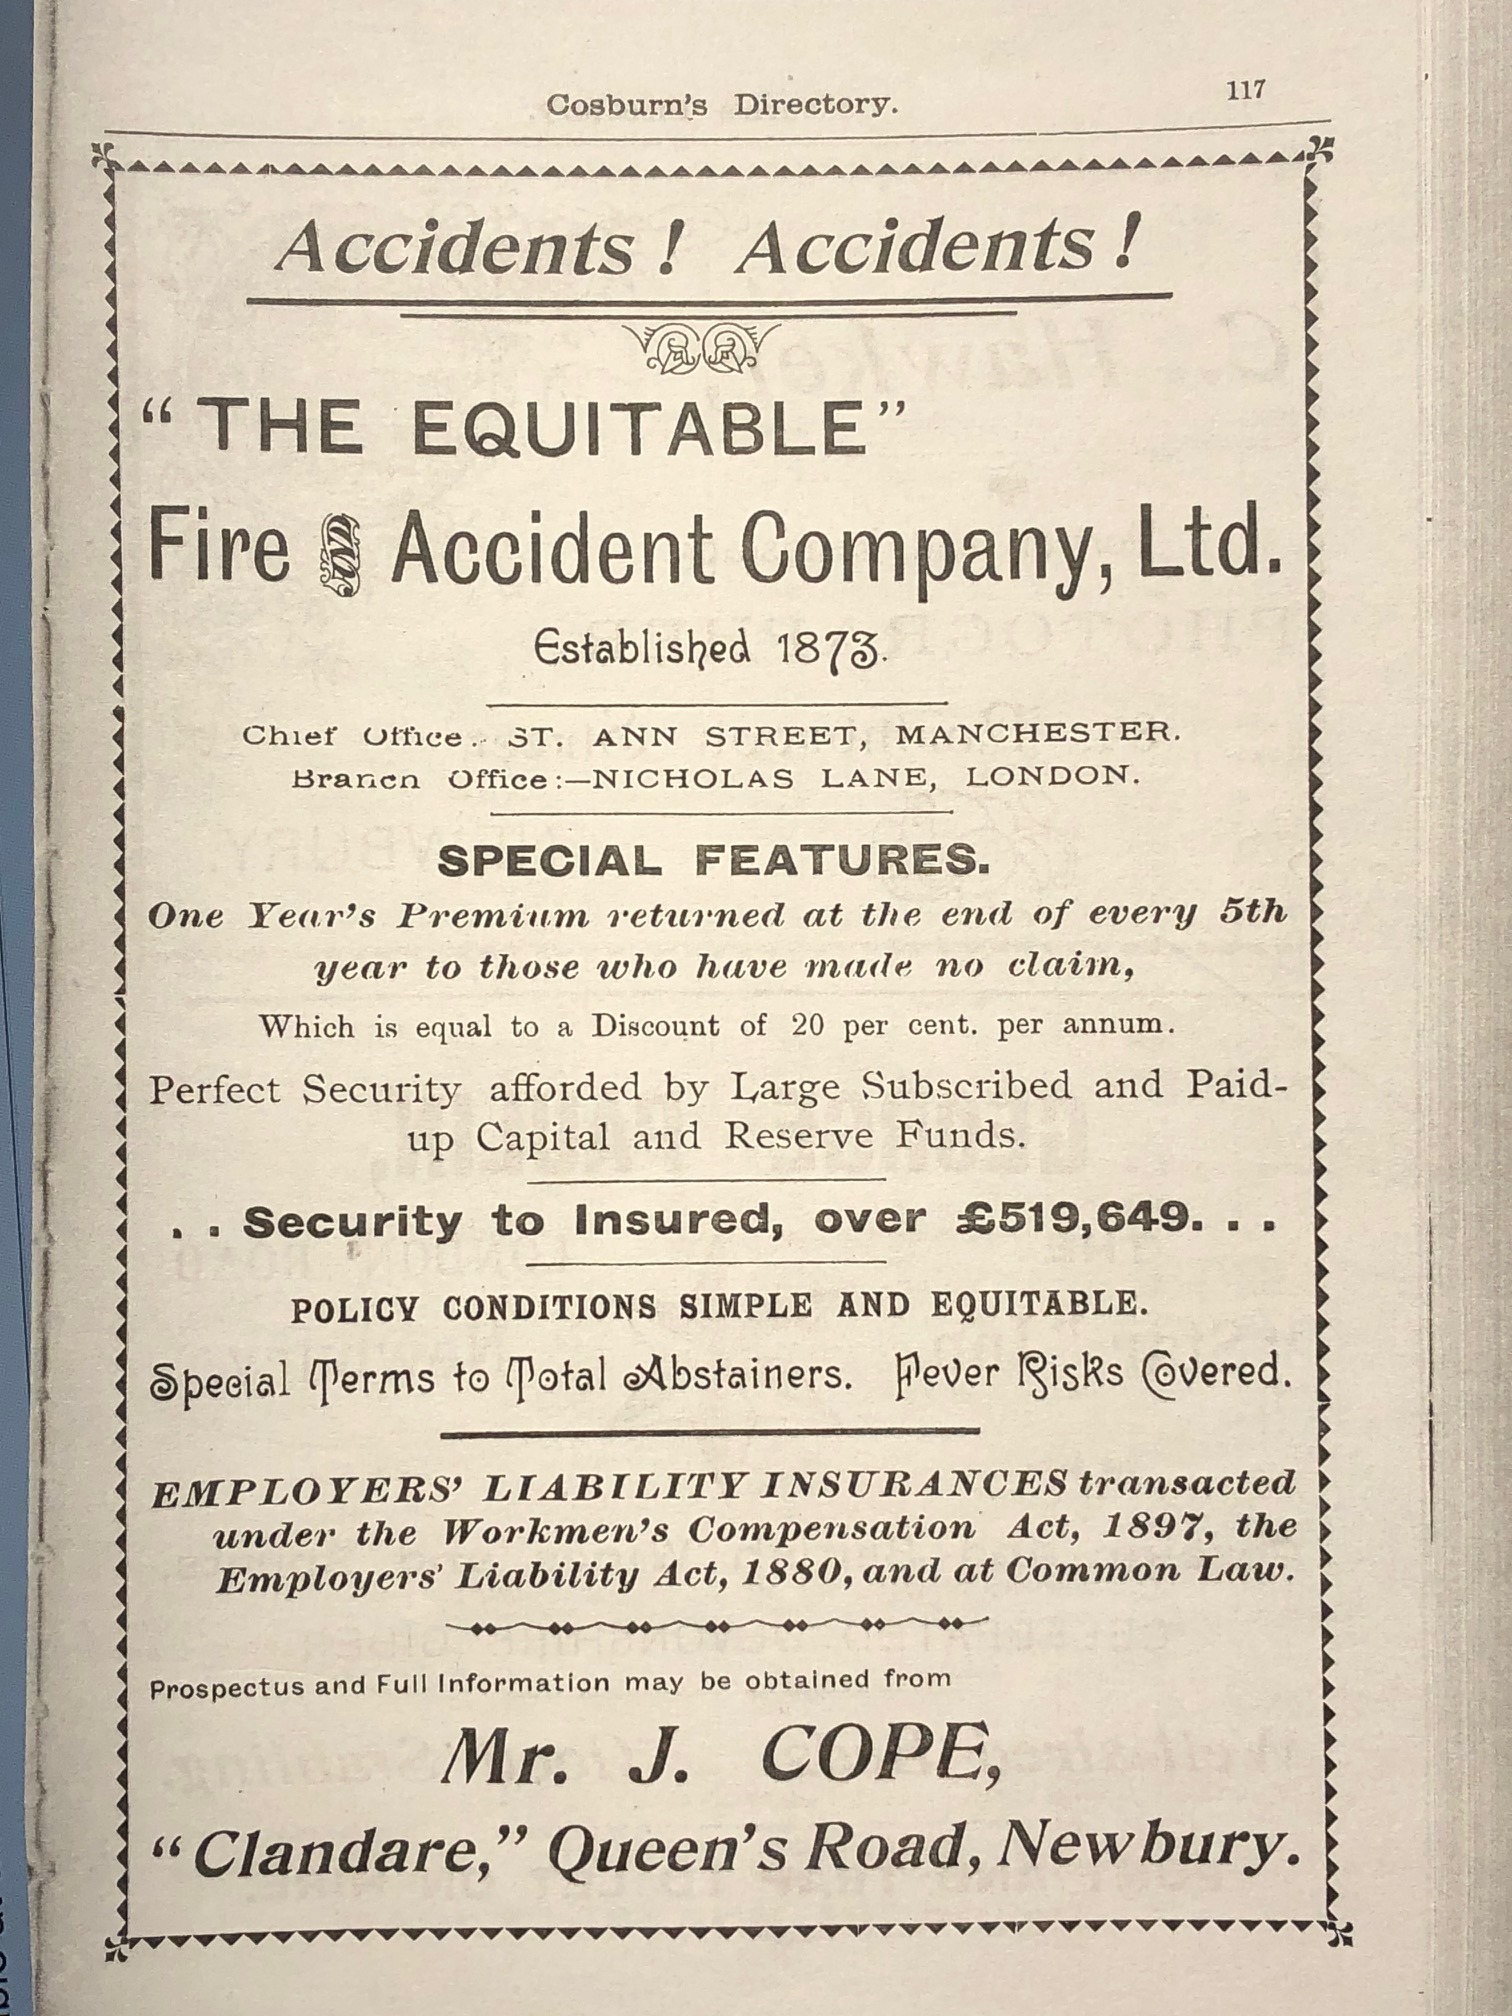 Cosburn's Directory. 117
Accidents! Accidents!
"THE EQUITABLE"
Fire and Accident Company, Ltd.
Established 1873.
Chief Office.- ST. ANN STREET, MANCHESTER.
Branch Office:—NICHOLAS LANE, LONDON.
SPECIAL FEATURES.
One Year's Premium returned at the end of every 5th
year to those who have made no claim,
Which is equal to a Discount of 20 per cent. per annum.
Perfect Security afforded by Large Subscribed and Paid-
up Capital and Reserve Funds.
. . Security to Insured, over £519,649. . .
POLICY CONDITIONS SIMPLE AND EQUITABLE.
Special Terms to Total Abstainers. Fever Risks Covered.
EMPLOYERS' LIABILITY INSURANCES transacted
under the Workmen's Compensation Act, 1897, the
Employers' Liability Act, 1880, and at Common Law.
Prospectus and Full Information may be obtained from
Mr. J. COPE,
"Clandare," Queen's Road, Newbury.